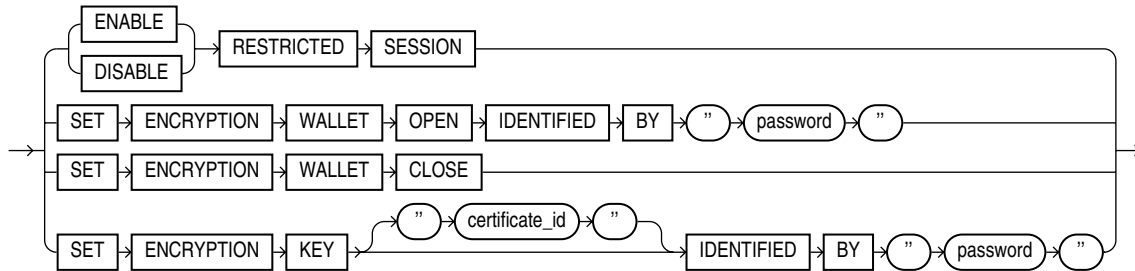 ENABLE
RESTRICTED SESSION
DISABLE
SET ENCRYPTION WALLET OPEN IDENTIFIED BY ” password ”
SET ENCRYPTION WALLET CLOSE
” certificate_id ”
SET ENCRYPTION KEY IDENTIFIED BY ” password ”